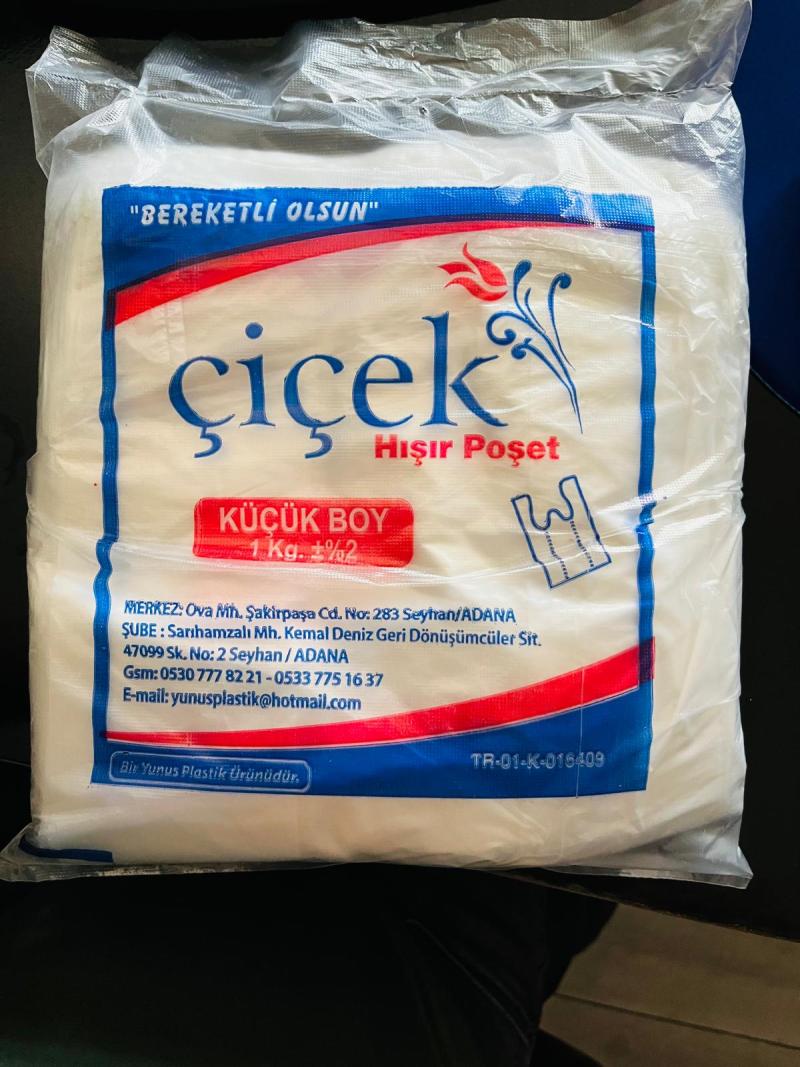 "BEREKETLİ OLSUN"
çiçek
Hışır Poşet
KÜÇÜK BOY
1 Kg. ±%2
MERKEZ: Ova Mh. Şakirpaşa Cd. No: 283 Seyhan/ADANA
ŞUBE : Sarıhamzalı Mh. Kemal Deniz Geri Dönüşümcüler Sit.
47099 Sk. No: 2 Seyhan / ADANA
Gsm: 0530 777 82 21 - 0533 775 16 37
E-mail: yunusplastik@hotmail.com
Bir Yunus Plastik Ürünüdür.
TR-01-K-016409